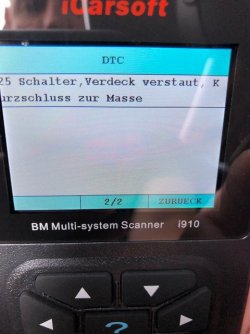 iCarsoft
DTC
25 Schalter,Verdeck verstaut, K
urzschluss zur Masse
2/2 ZURUECK
BM Multi-system Scanner i910
?